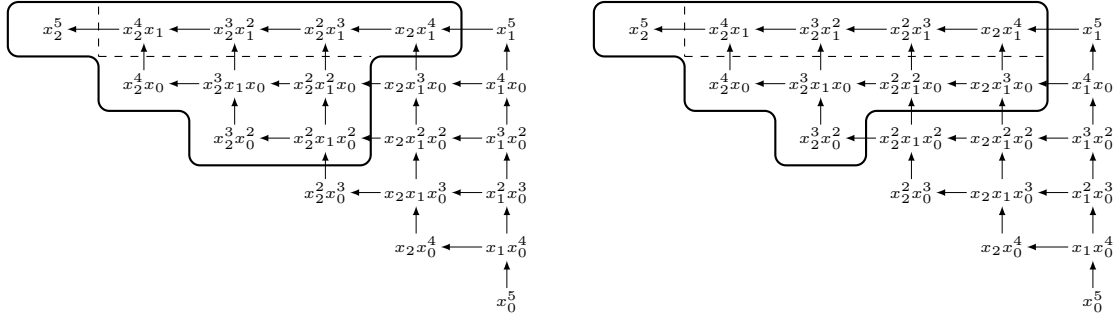 x_2^5 x_2^4x_1 x_2^3x_1^2 x_2^2x_1^3 x_2x_1^4 x_1^5 x_2^5 x_2^4x_1 x_2^3x_1^2 x_2^2x_1^3 x_2x_1^4 x_1^5
x_2^4x_0 x_2^3x_1x_0 x_2^2x_1^2x_0 x_2x_1^3x_0 x_1^4x_0 x_2^4x_0 x_2^3x_1x_0 x_2^2x_1^2x_0 x_2x_1^3x_0 x_1^4x_0
x_2^3x_0^2 x_2^2x_1x_0^2 x_2x_1^2x_0^2 x_1^3x_0^2 x_2^3x_0^2 x_2^2x_1x_0^2 x_2x_1^2x_0^2 x_1^3x_0^2
x_2^2x_0^3 x_2x_1x_0^3 x_1^2x_0^3 x_2^2x_0^3 x_2x_1x_0^3 x_1^2x_0^3
x_2x_0^4 x_1x_0^4 x_2x_0^4 x_1x_0^4
x_0^5 x_0^5